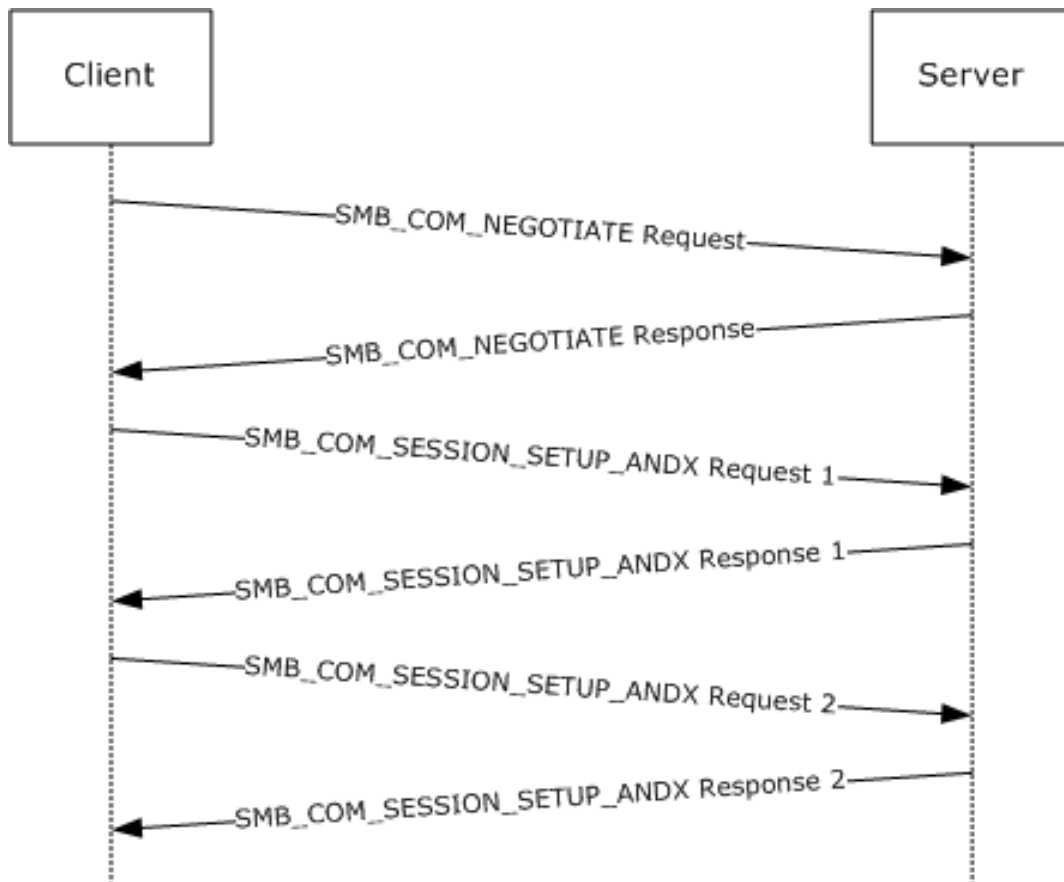 Client
Server
SMB_COM_NEGOTIATE Request
SMB_COM_NEGOTIATE Response
SMB_COM_SESSION_SETUP_ANDX Request 1
SMB_COM_SESSION_SETUP_ANDX Response 1
SMB_COM_SESSION_SETUP_ANDX Request 2
SMB_COM_SESSION_SETUP_ANDX Response 2